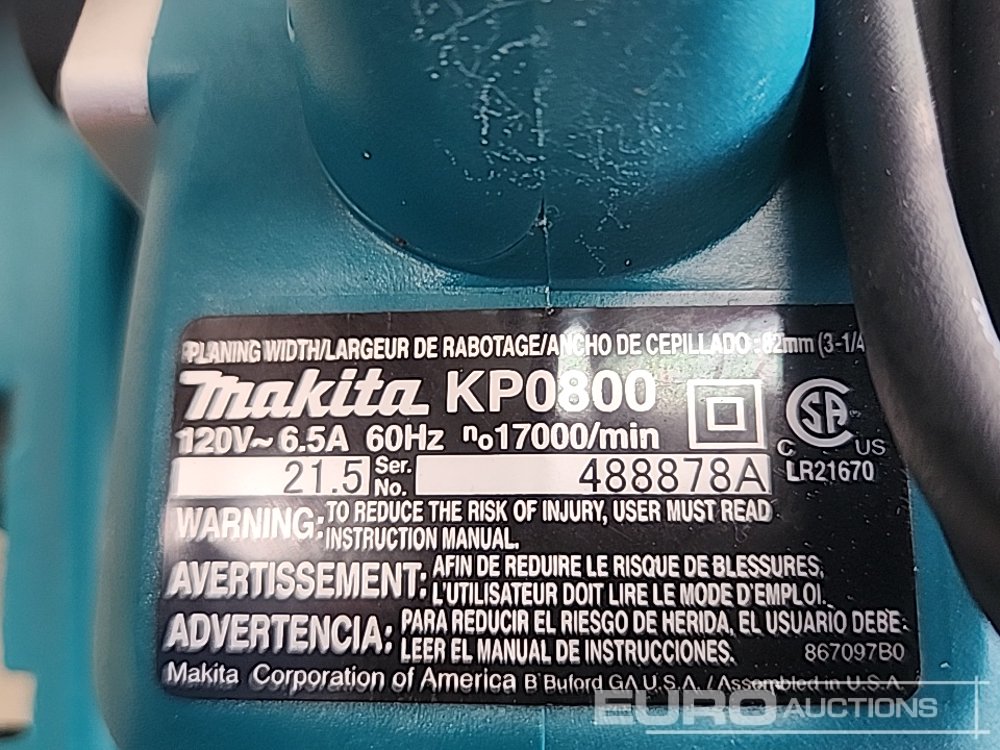 PLANING WIDTH/LARGEUR DE RABOTAGE/ANCHO DE CEPILLADO :82mm (3-1/4
makita KP0800
120V~ 6.5A 60Hz no17000/min
21.5 Ser. No. 488878A
C SA US
LR21670
WARNING: TO REDUCE THE RISK OF INJURY, USER MUST READ
INSTRUCTION MANUAL.
AVERTISSEMENT: AFIN DE REDUIRE LE RISQUE DE BLESSURES,
L'UTILISATEUR DOIT LIRE LE MODE D'EMPLOI.
ADVERTENCIA: PARA REDUCIR EL RIESGO DE HERIDA, EL USUARIO DEBE
LEER EL MANUAL DE INSTRUCCIONES. 867097B0
Makita Corporation of America B Buford GA U.S.A. /Assembled in U.S.A.
EURO AUCTIONS